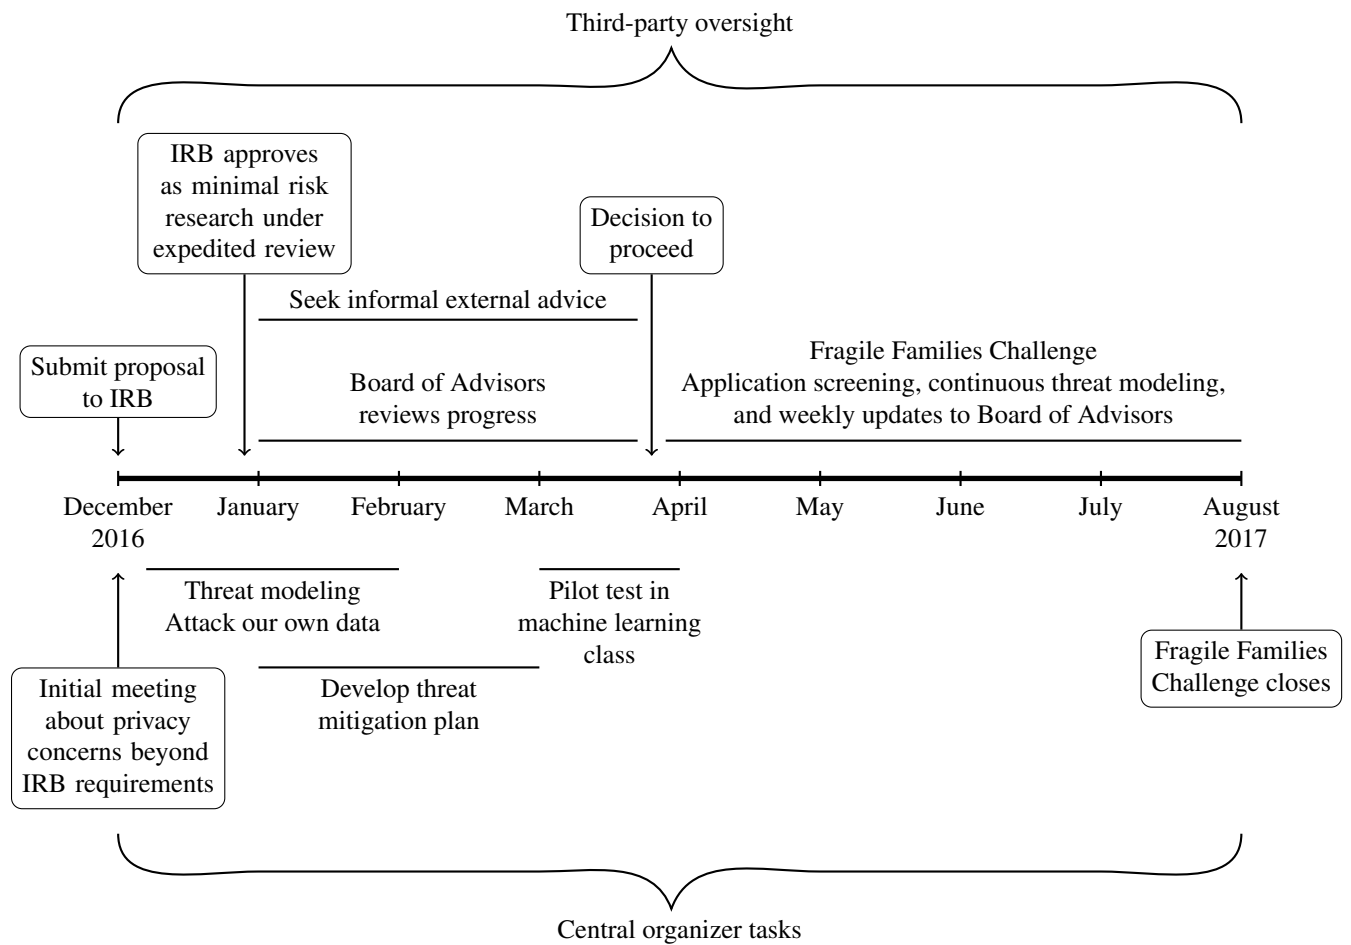 Third-party oversight
IRB approves
as minimal risk
research under
expedited review
Decision to
proceed
Seek informal external advice
Submit proposal
to IRB
Board of Advisors
reviews progress
Fragile Families Challenge
Application screening, continuous threat modeling,
and weekly updates to Board of Advisors
December
2016
January
February
March
April
May
June
July
August
2017
Threat modeling
Attack our own data
Pilot test in
machine learning
class
Develop threat
mitigation plan
Initial meeting
about privacy
concerns beyond
IRB requirements
Fragile Families
Challenge closes
Central organizer tasks